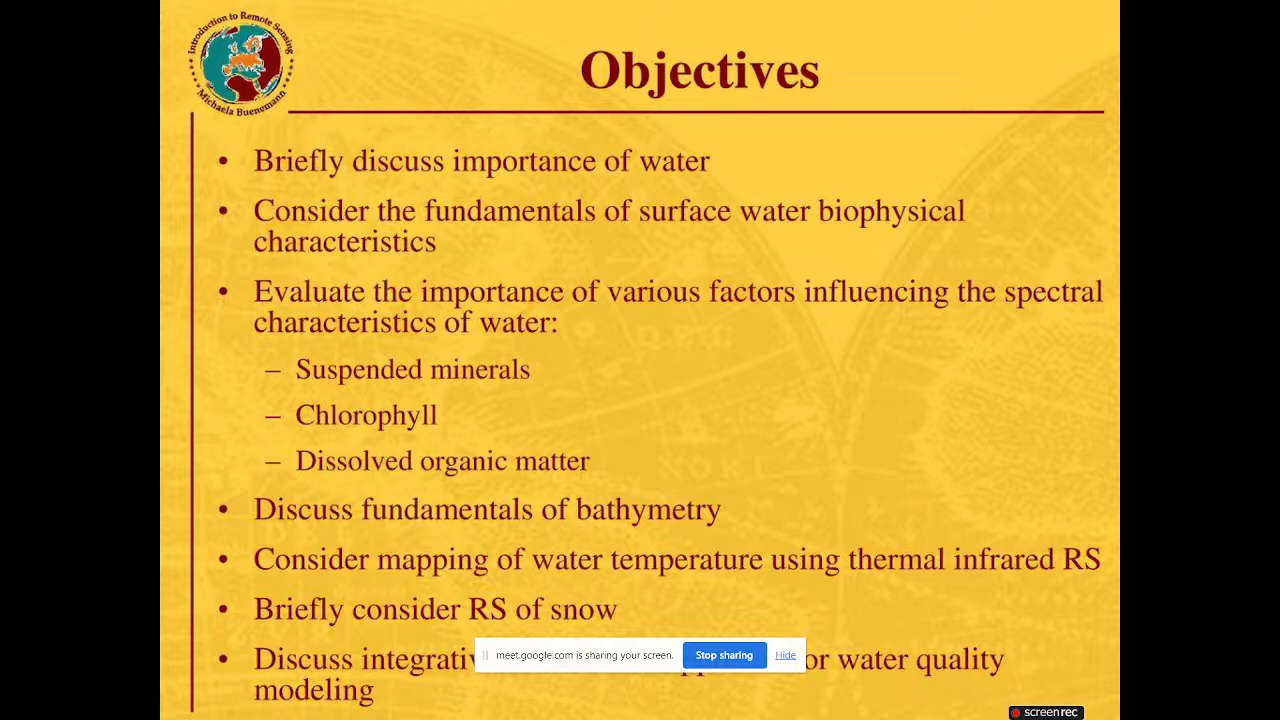 Introduction to Remote Sensing
Michaela Buenemann
Objectives
• Briefly discuss importance of water
• Consider the fundamentals of surface water biophysical
characteristics
• Evaluate the importance of various factors influencing the spectral
characteristics of water:
– Suspended minerals
– Chlorophyll
– Dissolved organic matter
• Discuss fundamentals of bathymetry
• Consider mapping of water temperature using thermal infrared RS
• Briefly consider RS of snow
• Discuss or water quality
modeling
meet.google.com is sharing your screen. Stop sharing Hide
screenrec